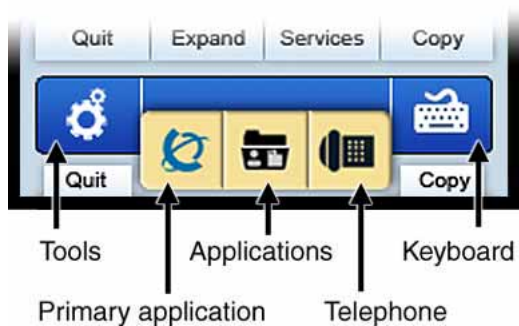 Quit Expand Services Copy
Quit Copy
Tools Applications Keyboard
Primary application Telephone